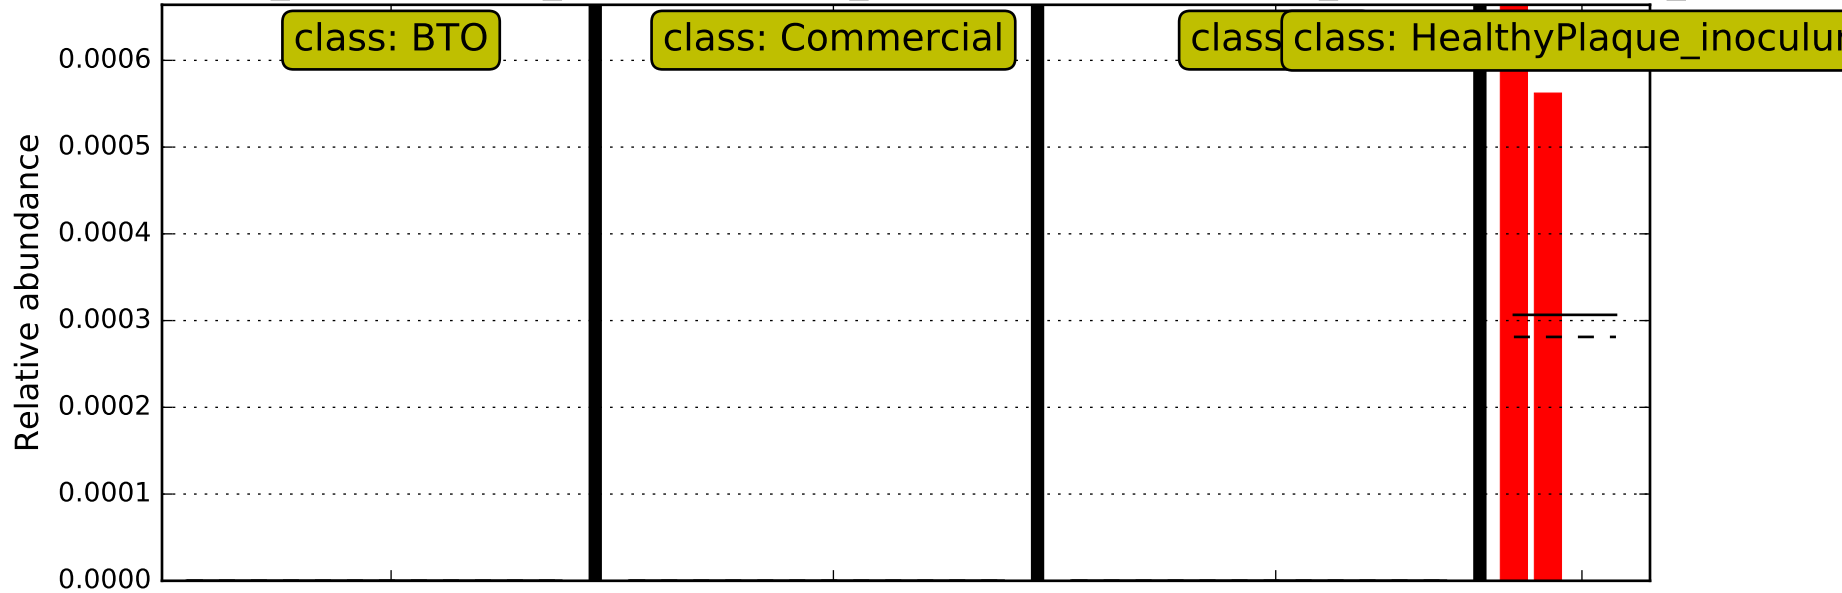 class: BTO
class: Commercial
class
class: HealthyPlaque_inoculu
0.0006
0.0005
0.0004
0.0003
0.0002
0.0001
0.0000
Relative abundance